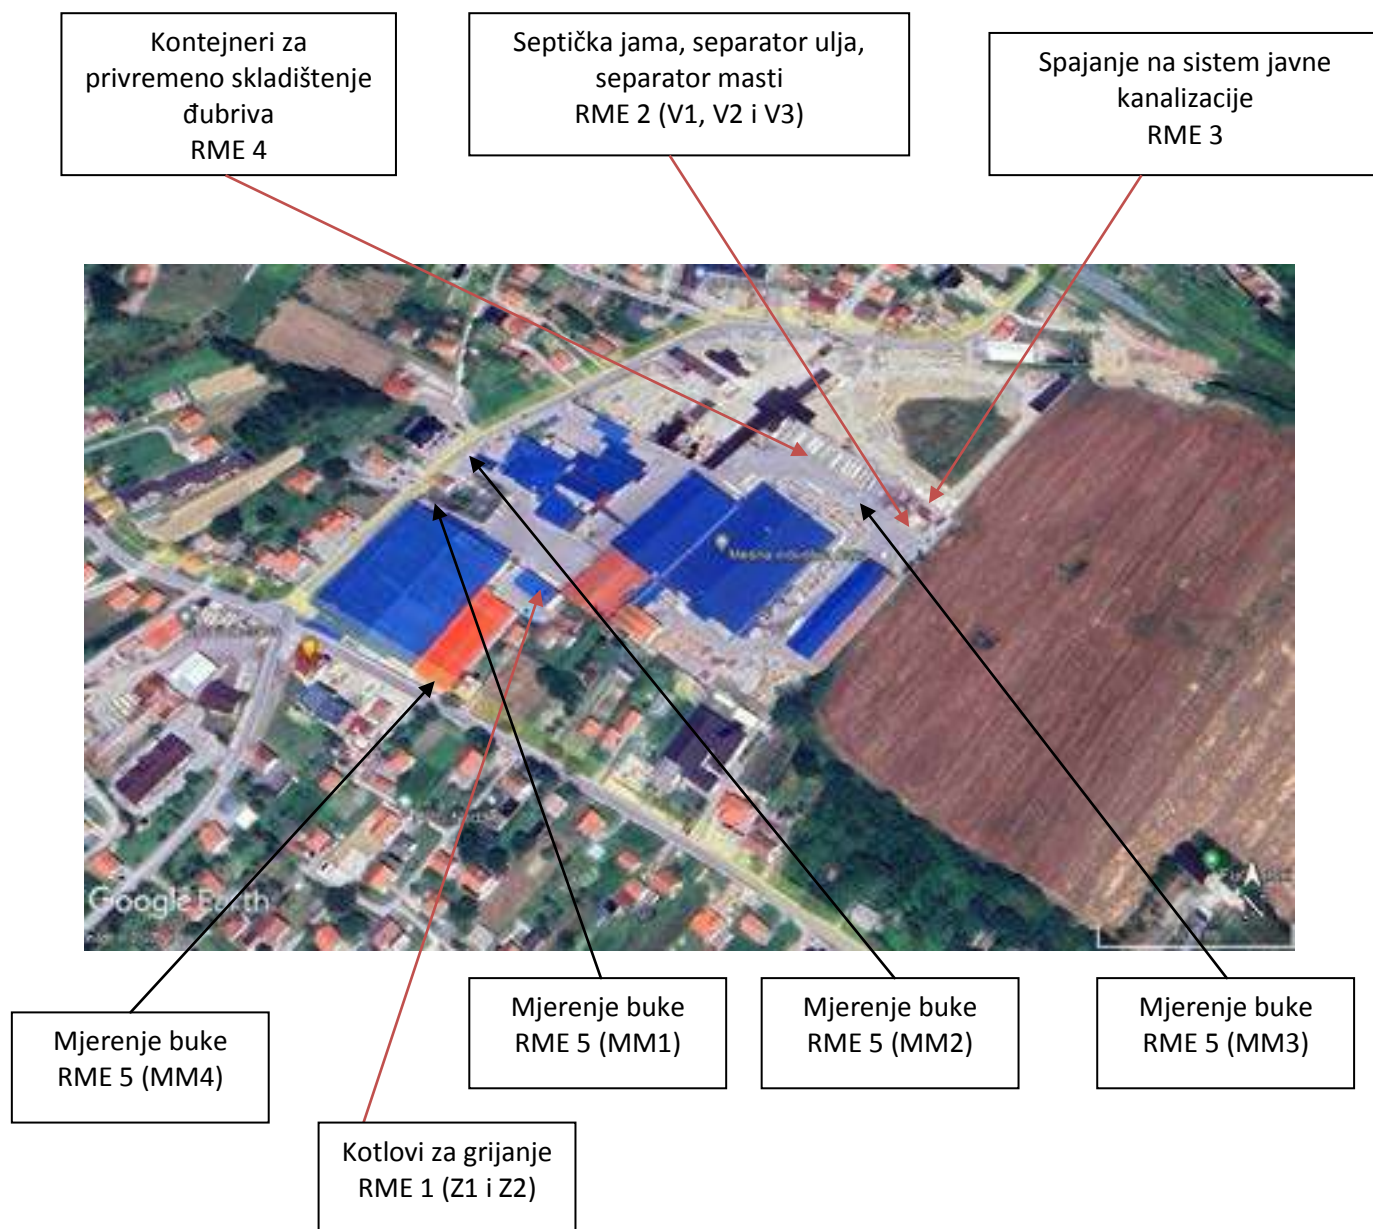 Kontejneri za
privremeno skladištenje
đubriva
RME 4
Septička jama, separator ulja,
separator masti
RME 2 (V1, V2 i V3)
Spajanje na sistem javne
kanalizacije
RME 3
Google Earth
Mjerenje buke
RME 5 (MM4)
Mjerenje buke
RME 5 (MM1)
Mjerenje buke
RME 5 (MM2)
Mjerenje buke
RME 5 (MM3)
Kotlovi za grijanje
RME 1 (Z1 i Z2)